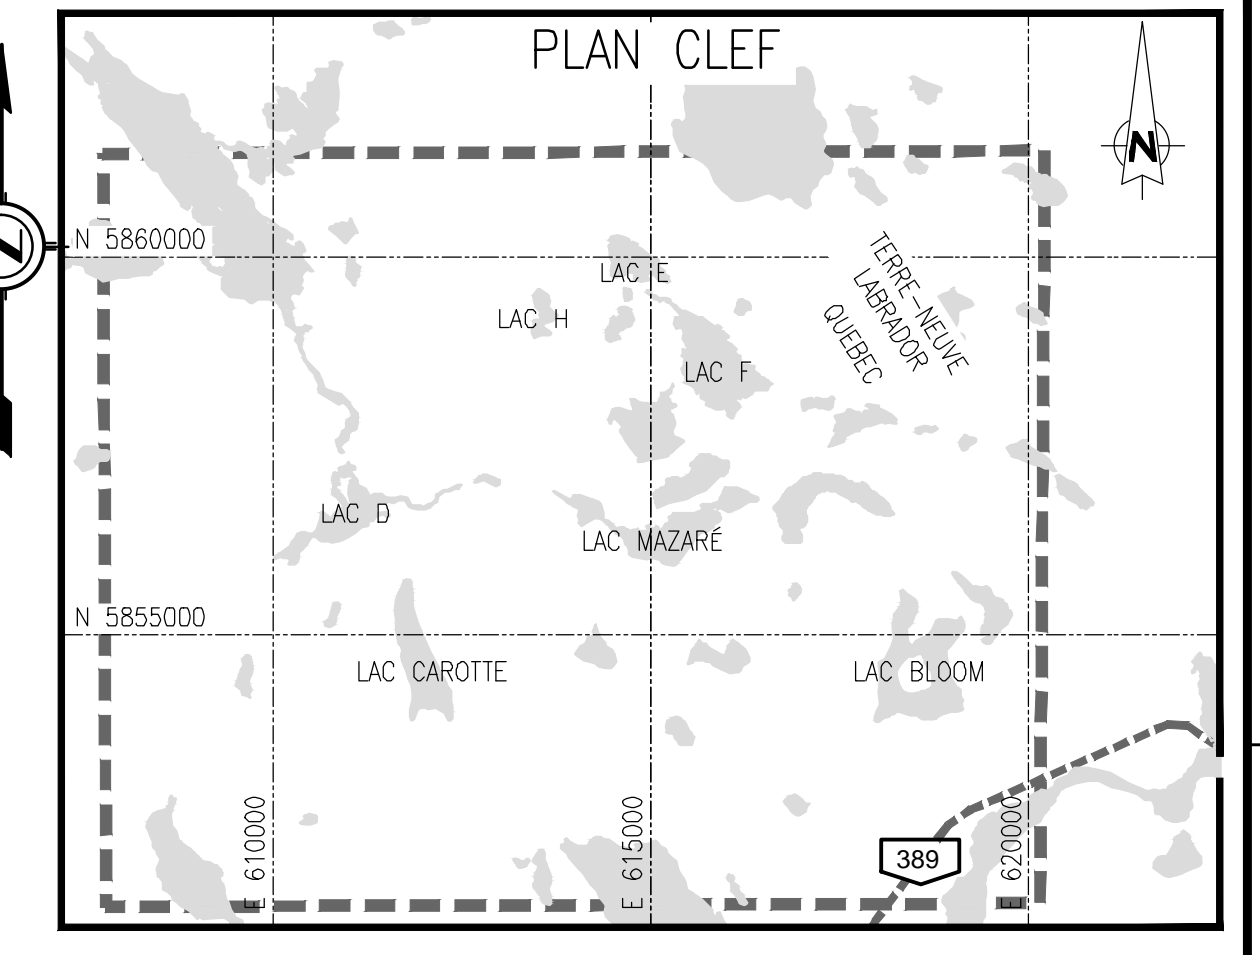 PLAN CLEF
N
N 5860000
LAC E
LAC H
LAC F
TERRE-NEUVE
LABRADOR
QUEBEC
LAC D
LAC MAZARÉ
N 5855000
LAC CAROTTE
LAC BLOOM
E 610000
E 615000
E 620000
389